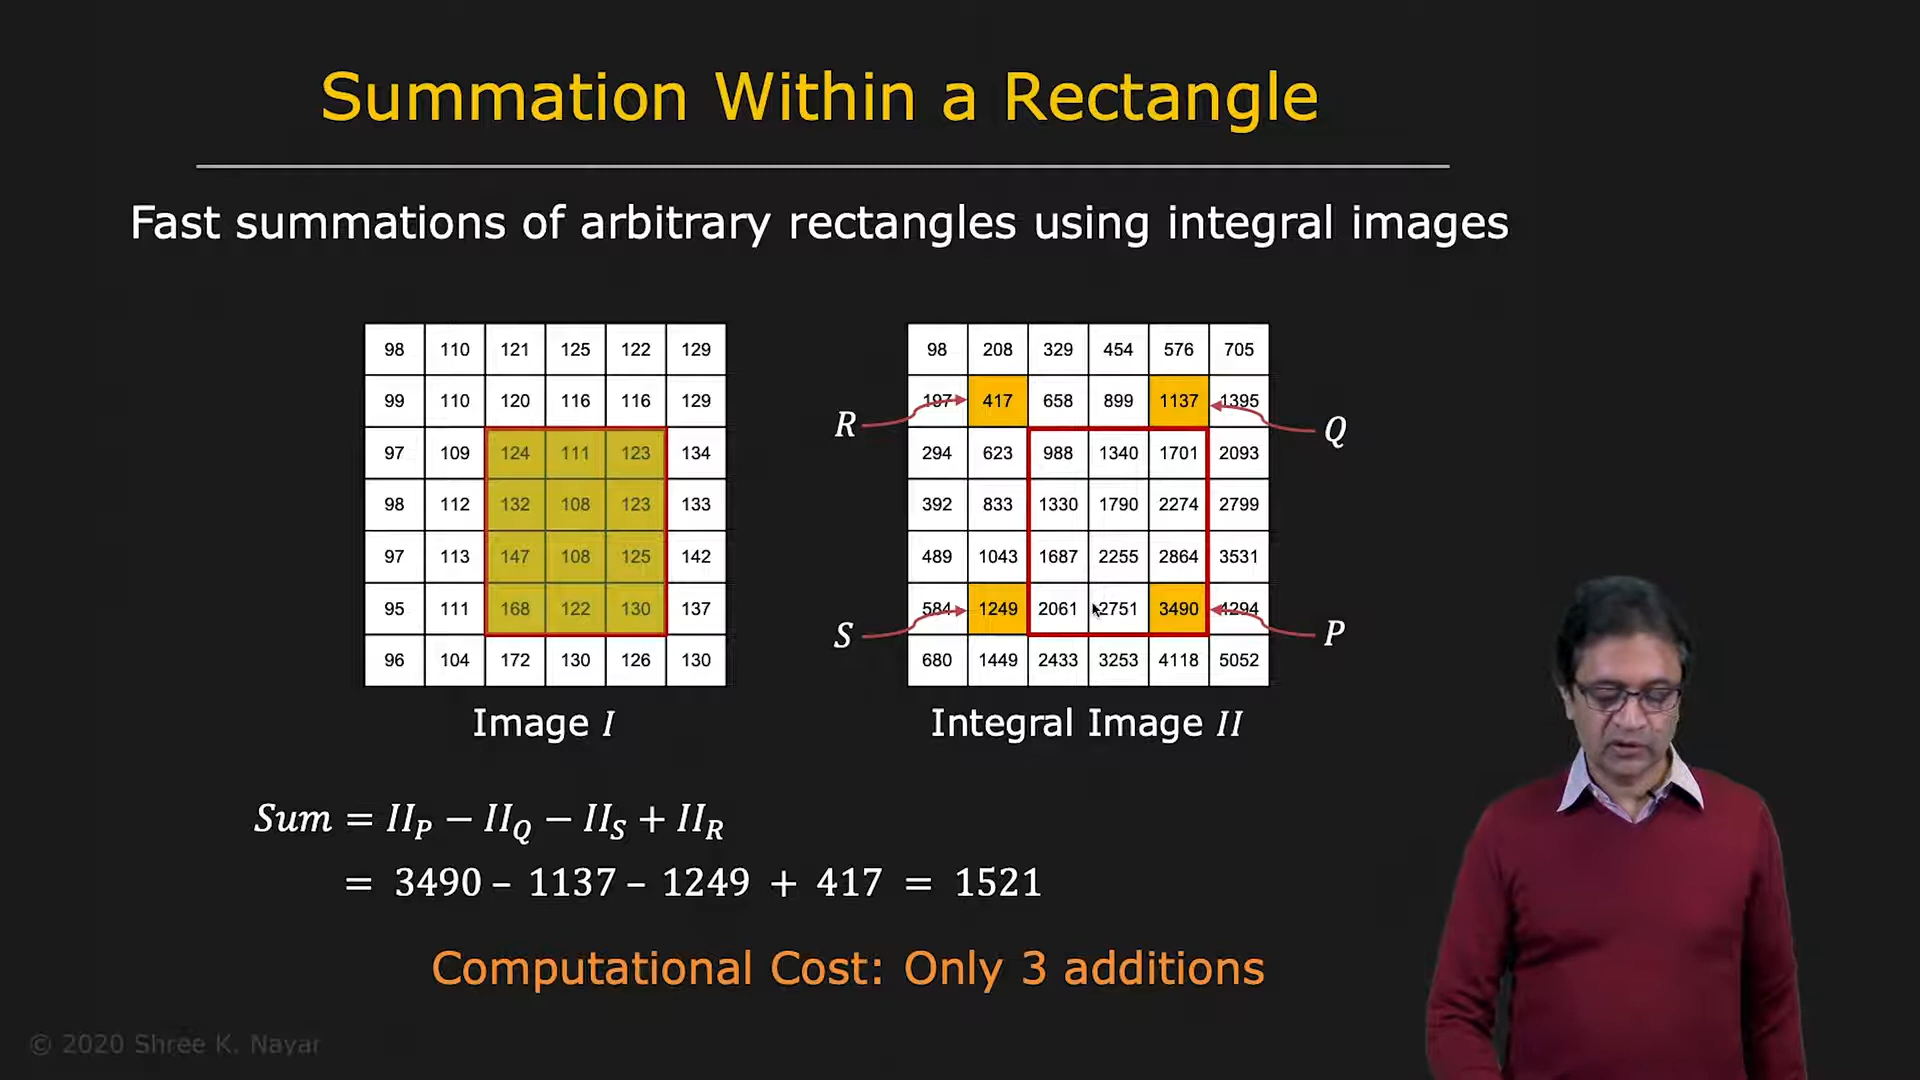 Summation Within a Rectangle
Fast summations of arbitrary rectangles using integral images
98 110 121 125 122 129
99 110 120 116 116 129
97 109 124 111 123 134
98 112 132 108 123 133
97 113 147 108 125 142
95 111 168 122 130 137
96 104 172 130 126 130
Image I
98 208 329 454 576 705
R 197 417 658 899 1137 1395 Q
294 623 988 1340 1701 2093
392 833 1330 1790 2274 2799
489 1043 1687 2255 2864 3531
S 584 1249 2061 2751 3490 4294 P
680 1449 2433 3253 4118 5052
Integral Image II
Sum = II_P − II_Q − II_S + II_R
= 3490 – 1137 – 1249 + 417 = 1521
Computational Cost: Only 3 additions
© 2020 Shree K. Nayar